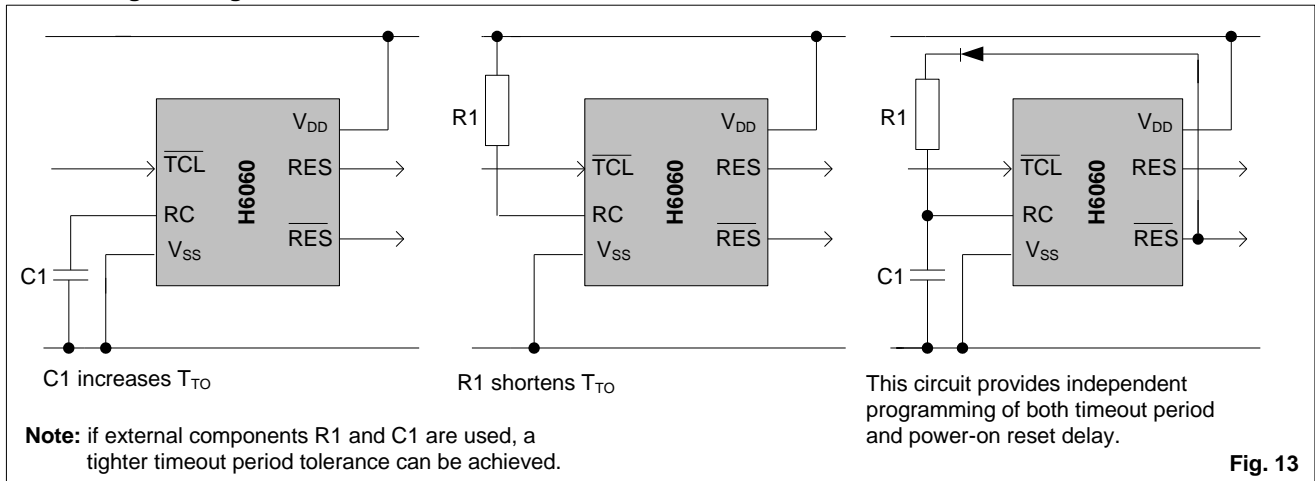 V_DD
TCL
RES
H6060
RC
RES
V_SS
C1
C1 increases T_TO
R1
V_DD
TCL
RES
H6060
RC
RES
V_SS
R1 shortens T_TO
R1
V_DD
TCL
RES
H6060
RC
RES
V_SS
C1
This circuit provides independent
programming of both timeout period
and power-on reset delay.
Note: if external components R1 and C1 are used, a
tighter timeout period tolerance can be achieved.
Fig. 13